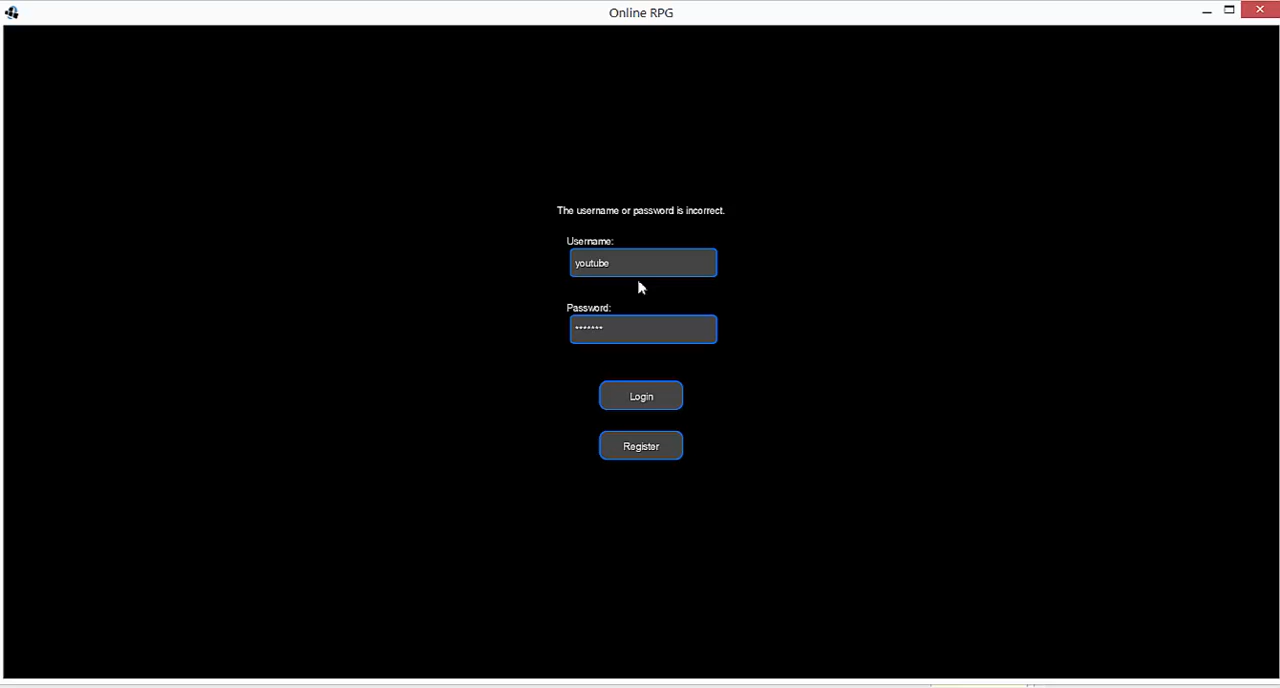 Online RPG
The username or password is incorrect.
Username:
youtube
Password:
*******
Login
Register